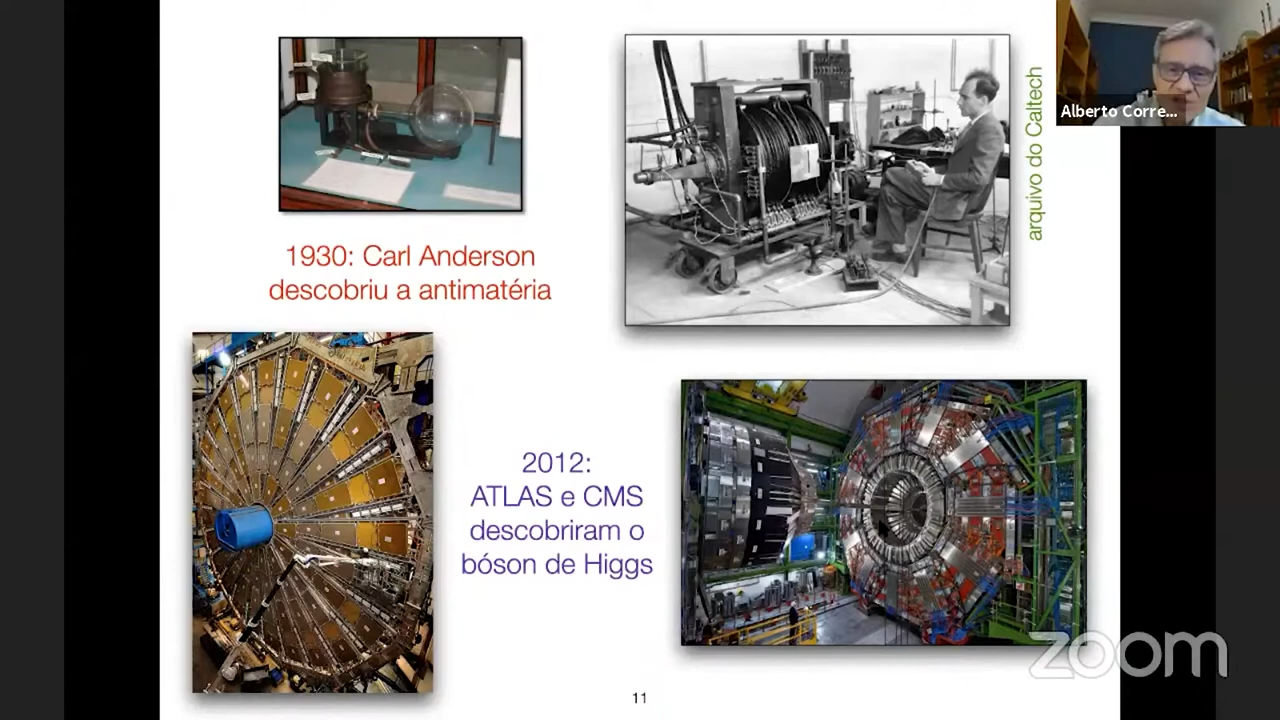 1930: Carl Anderson
descobriu a antimatéria
arquivo do Caltech
Alberto Corre...
2012:
ATLAS e CMS
descobriram o
bóson de Higgs
zoom
11